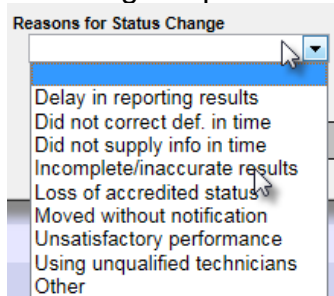 Reasons for Status Change
Delay in reporting results
Did not correct def. in time
Did not supply info in time
Incomplete/inaccurate results
Loss of accredited status
Moved without notification
Unsatisfactory performance
Using unqualified technicians
Other